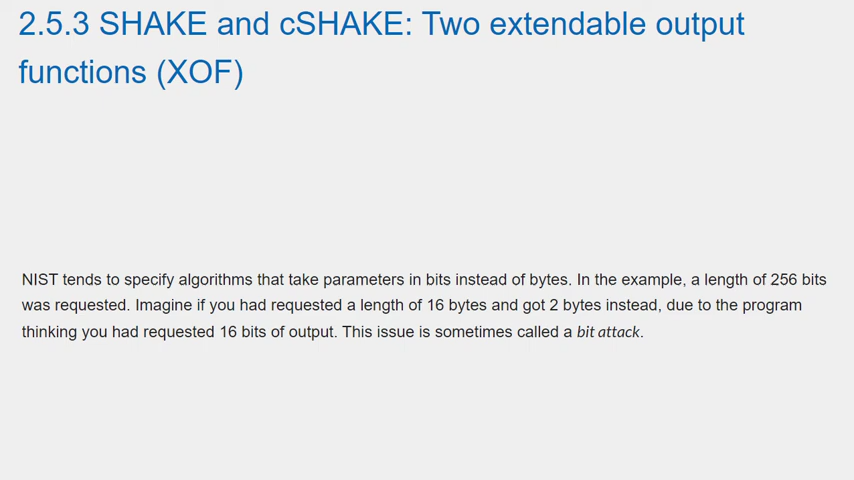 2.5.3 SHAKE and cSHAKE: Two extendable output
functions (XOF)
NIST tends to specify algorithms that take parameters in bits instead of bytes. In the example, a length of 256 bits
was requested. Imagine if you had requested a length of 16 bytes and got 2 bytes instead, due to the program
thinking you had requested 16 bits of output. This issue is sometimes called a bit attack.